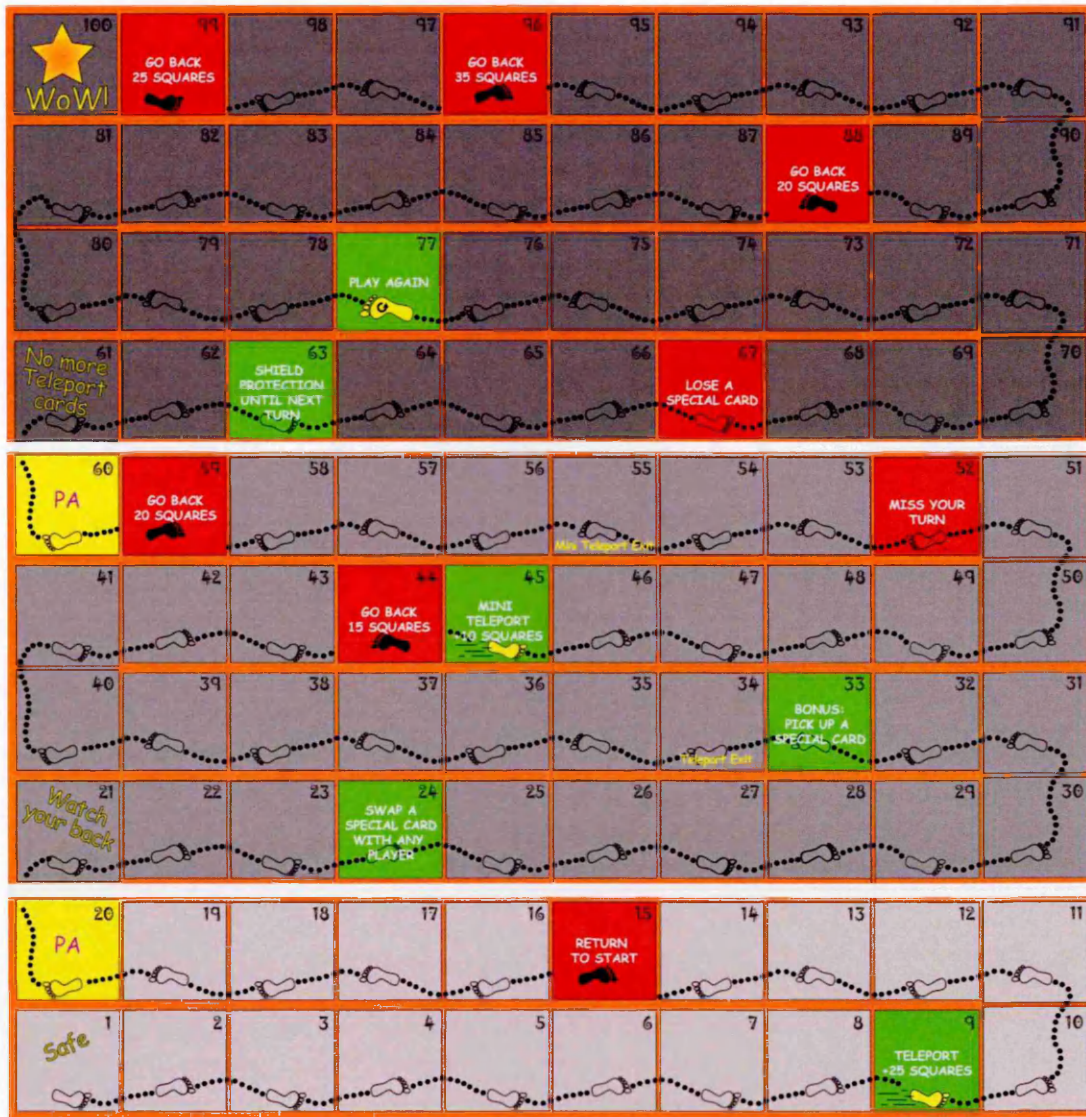 100
WoW!
99
GO BACK
25 SQUARES
98
97
96
GO BACK
35 SQUARES
95
94
93
92
91
81
82
83
84
85
86
87
88
GO BACK
20 SQUARES
89
90
80
79
78
77
PLAY AGAIN
76
75
74
73
72
71
61
No more
Teleport
cards
62
63
SHIELD
PROTECTION
UNTIL NEXT
TURN
64
65
66
67
LOSE A
SPECIAL CARD
68
69
70
60
PA
59
GO BACK
20 SQUARES
58
57
56
55
Mini Teleport Exit
54
53
52
MISS YOUR
TURN
51
41
42
43
44
GO BACK
15 SQUARES
45
MINI
TELEPORT
+10 SQUARES
46
47
48
49
50
40
39
38
37
36
35
34
Teleport Exit
33
BONUS:
PICK UP A
SPECIAL CARD
32
31
21
Watch
your back
22
23
24
SWAP A
SPECIAL CARD
WITH ANY
PLAYER
25
26
27
28
29
30
20
PA
19
18
17
16
15
RETURN
TO START
14
13
12
11
1
Safe
2
3
4
5
6
7
8
9
TELEPORT
+25 SQUARES
10